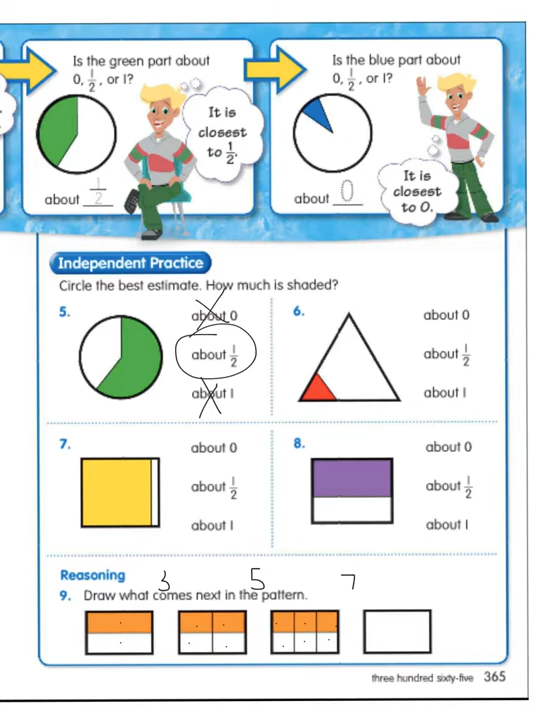 Is the green part about
0, 1/2, or 1?
It is
closest
to 1/2.
about 1/2
Is the blue part about
0, 1/2, or 1?
It is
closest
to 0.
about 0
Independent Practice
Circle the best estimate. How much is shaded?
5.
about 0
about 1/2
about 1
6.
about 0
about 1/2
about 1
7.
about 0
about 1/2
about 1
8.
about 0
about 1/2
about 1
Reasoning
3 5 7
9. Draw what comes next in the pattern.
three hundred sixty-five 365